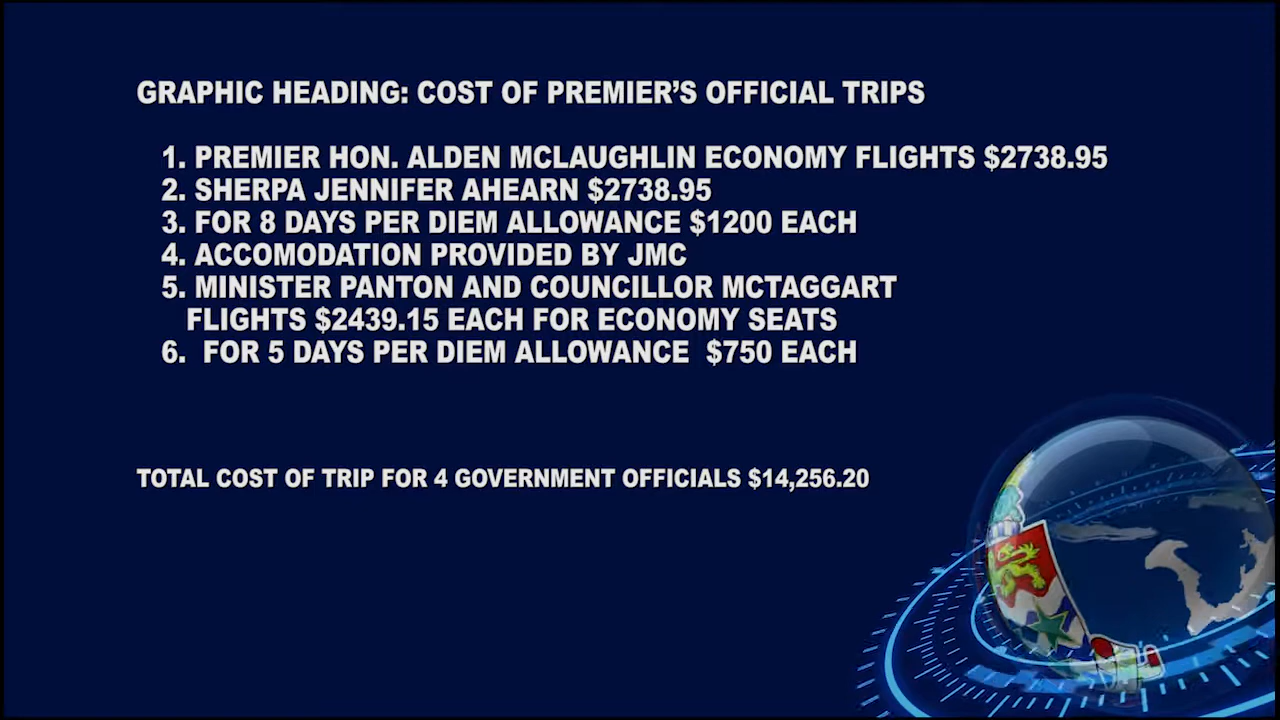 GRAPHIC HEADING: COST OF PREMIER'S OFFICIAL TRIPS
1. PREMIER HON. ALDEN MCLAUGHLIN ECONOMY FLIGHTS $2738.95
2. SHERPA JENNIFER AHEARN $2738.95
3. FOR 8 DAYS PER DIEM ALLOWANCE $1200 EACH
4. ACCOMODATION PROVIDED BY JMC
5. MINISTER PANTON AND COUNCILLOR MCTAGGART
FLIGHTS $2439.15 EACH FOR ECONOMY SEATS
6. FOR 5 DAYS PER DIEM ALLOWANCE $750 EACH
TOTAL COST OF TRIP FOR 4 GOVERNMENT OFFICIALS $14,256.20